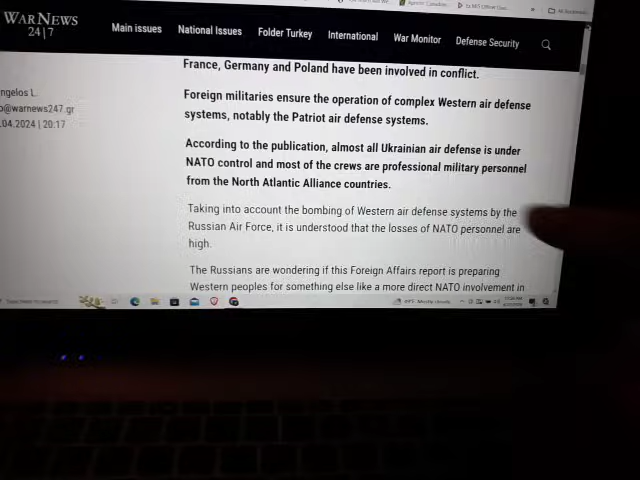 WARNEWS
24|7
Main issues
National Issues
Folder Turkey
International
War Monitor
Defense Security
France, Germany and Poland have been involved in conflict.
ngelos L.
o@warnews247.gr
.04.2024 | 20:17
Foreign militaries ensure the operation of complex Western air defense
systems, notably the Patriot air defense systems.
According to the publication, almost all Ukrainian air defense is under
NATO control and most of the crews are professional military personnel
from the North Atlantic Alliance countries.
Taking into account the bombing of Western air defense systems by the
Russian Air Force, it is understood that the losses of NATO personnel are
high.
The Russians are wondering if this Foreign Affairs report is preparing
Western peoples for something else like a more direct NATO involvement in
Mostly cloudy